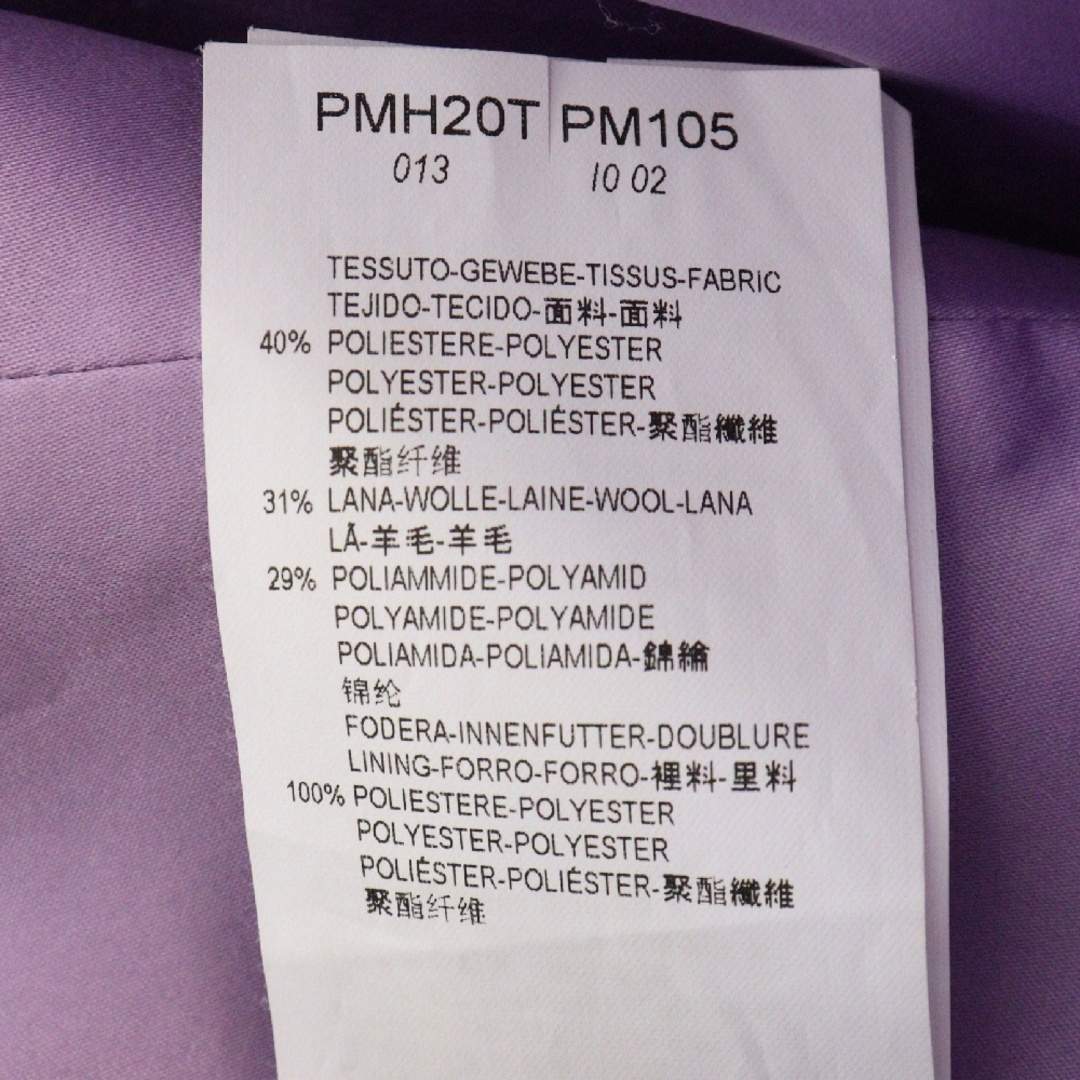 PMH20T PM105
013 I0 02
TESSUTO-GEWEBE-TISSUS-FABRIC
TEJIDO-TECIDO-面料-面料
40% POLIESTERE-POLYESTER
POLYESTER-POLYESTER
POLIÉSTER-POLIÉSTER-聚酯纖維
聚酯纤维
31% LANA-WOLLE-LAINE-WOOL-LANA
LÃ-羊毛-羊毛
29% POLIAMMIDE-POLYAMID
POLYAMIDE-POLYAMIDE
POLIAMIDA-POLIAMIDA-錦綸
锦纶
FODERA-INNENFUTTER-DOUBLURE
LINING-FORRO-FORRO-裡料-里料
100% POLIESTERE-POLYESTER
POLYESTER-POLYESTER
POLIÉSTER-POLIÉSTER-聚酯纖維
聚酯纤维